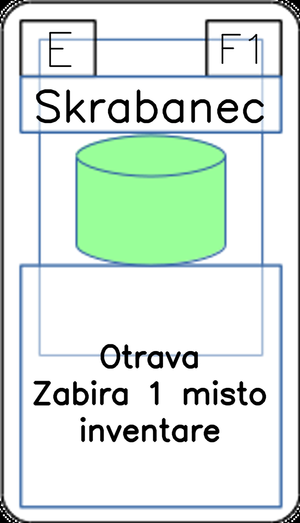 E F1
Skrabanec
Otrava
Zabira 1 misto
inventare